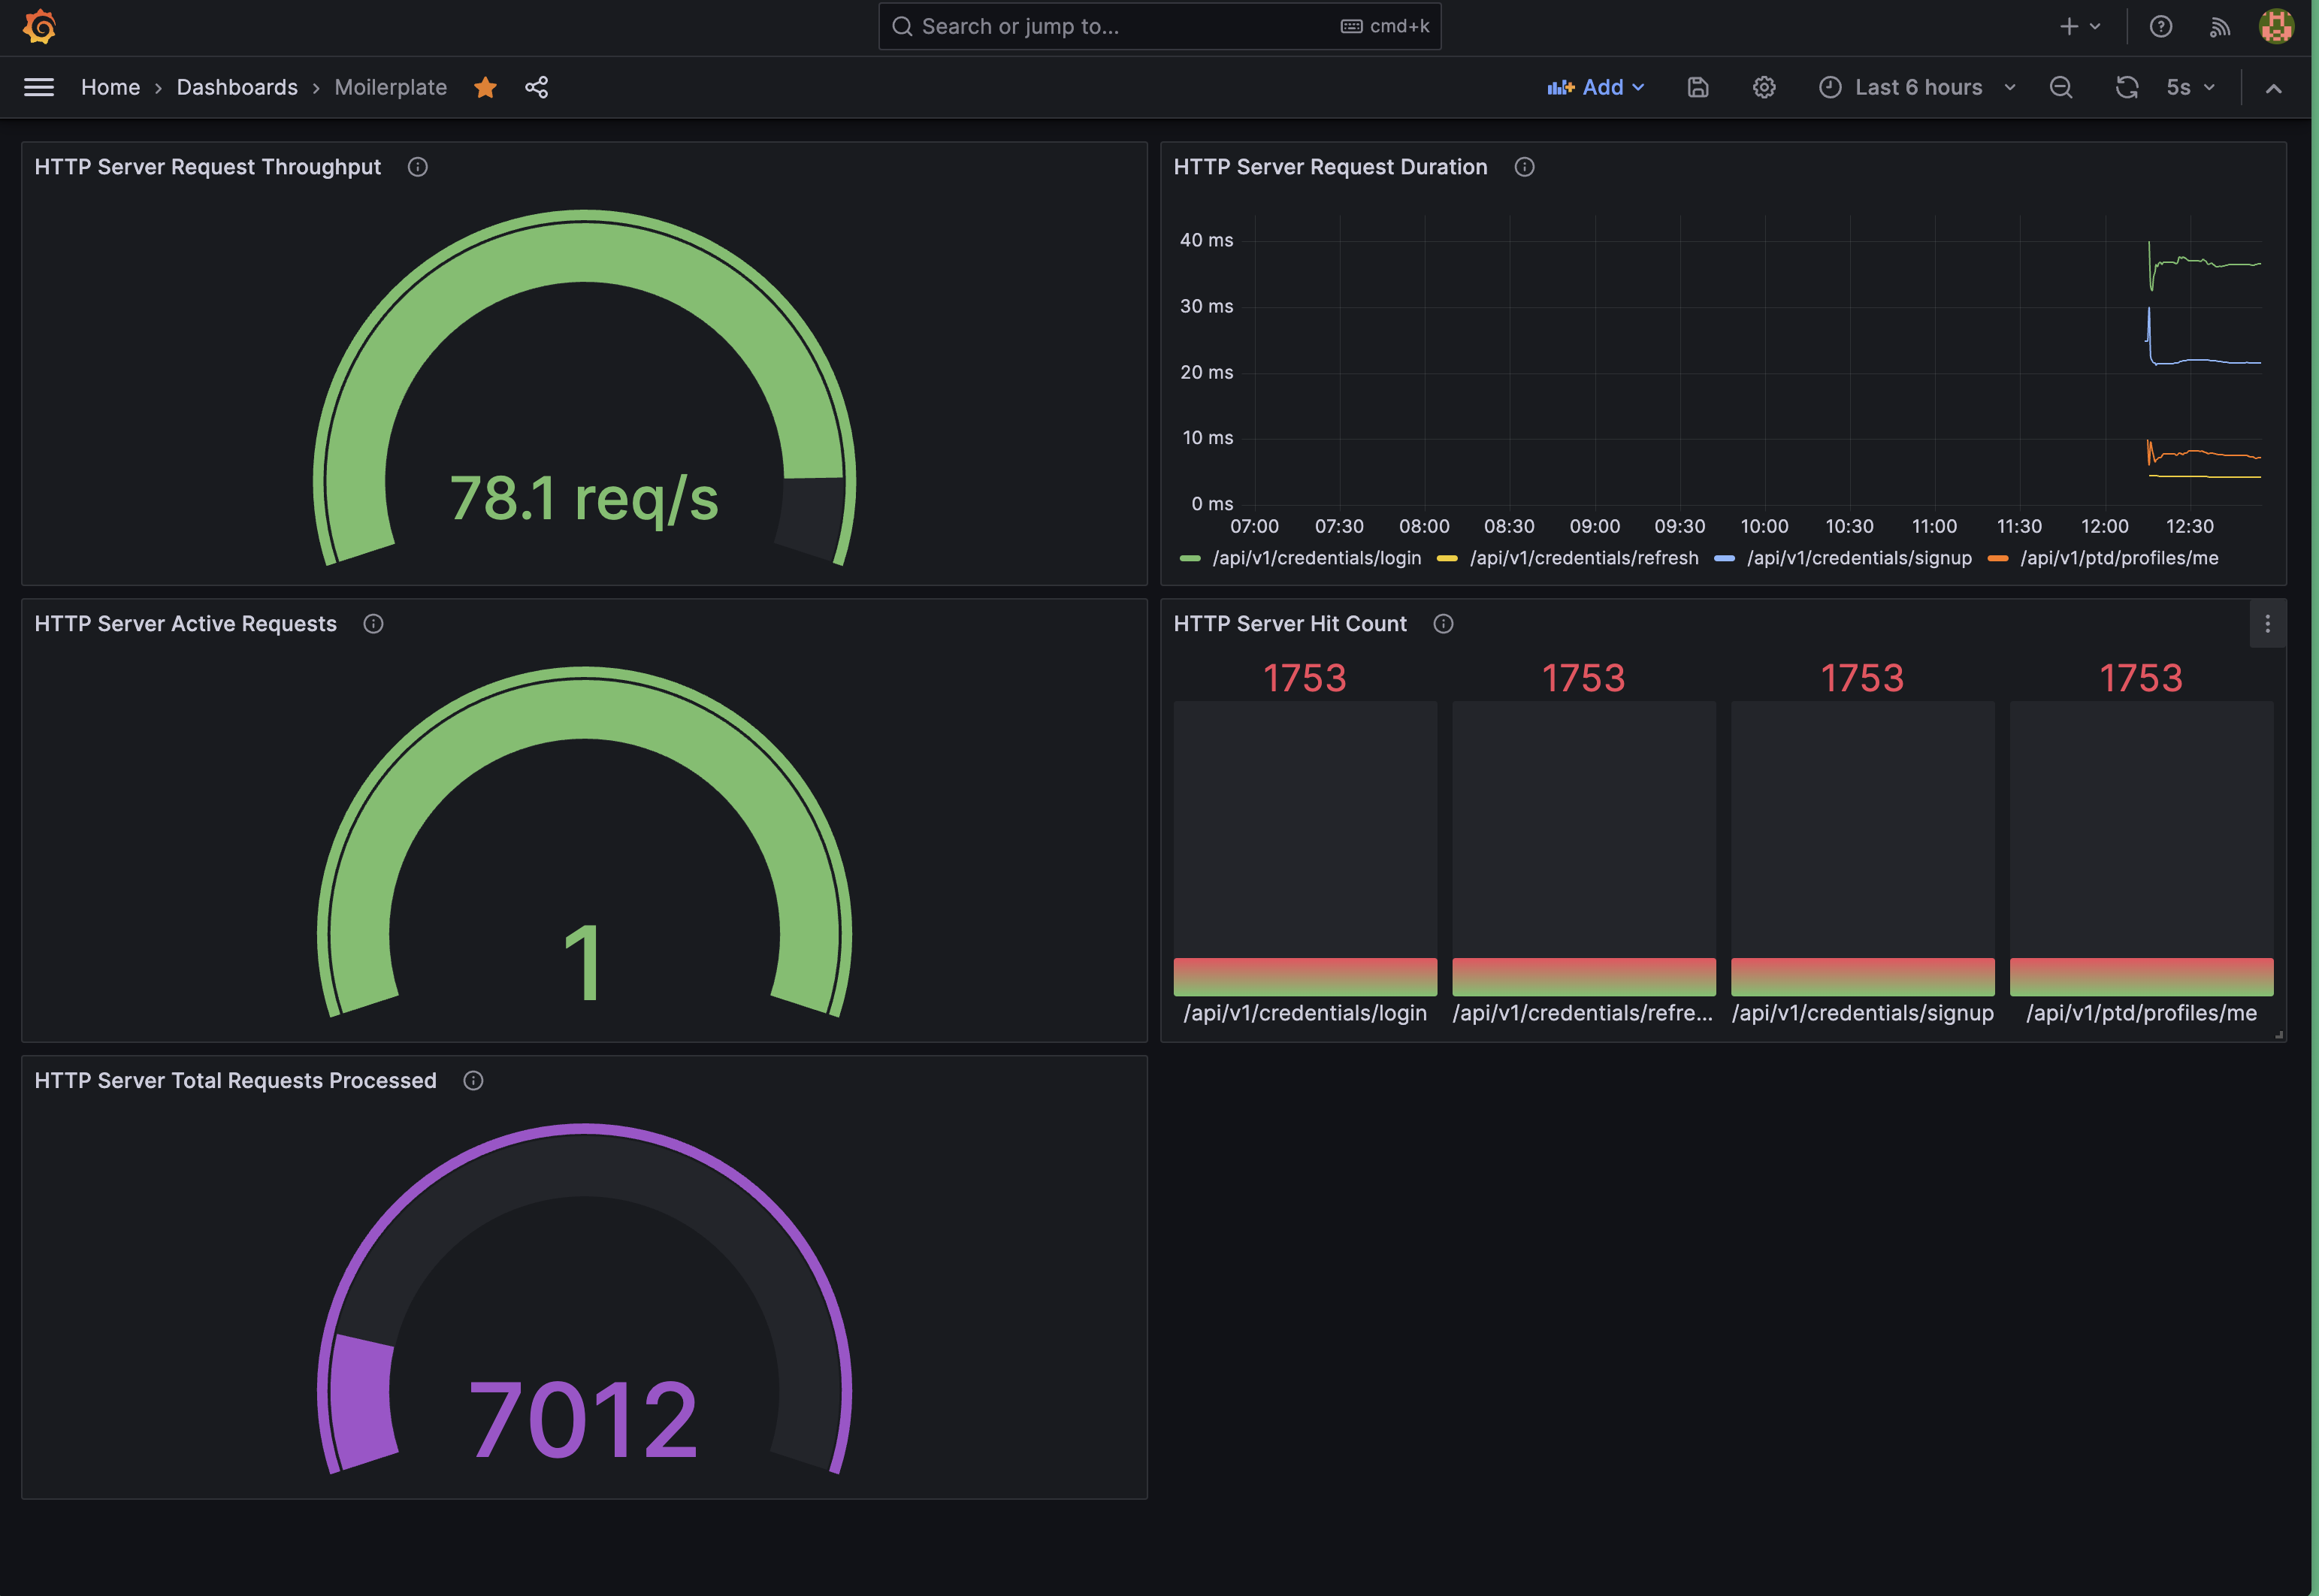 Search or jump to... cmd+k
Home › Dashboards › Moilerplate
Add
Last 6 hours
5s
HTTP Server Request Throughput
78.1 req/s
HTTP Server Request Duration
40 ms
30 ms
20 ms
10 ms
0 ms
07:00 07:30 08:00 08:30 09:00 09:30 10:00 10:30 11:00 11:30 12:00 12:30
/api/v1/credentials/login /api/v1/credentials/refresh /api/v1/credentials/signup /api/v1/ptd/profiles/me
HTTP Server Active Requests
1
HTTP Server Hit Count
1753 1753 1753 1753
/api/v1/credentials/login /api/v1/credentials/refre... /api/v1/credentials/signup /api/v1/ptd/profiles/me
HTTP Server Total Requests Processed
7012